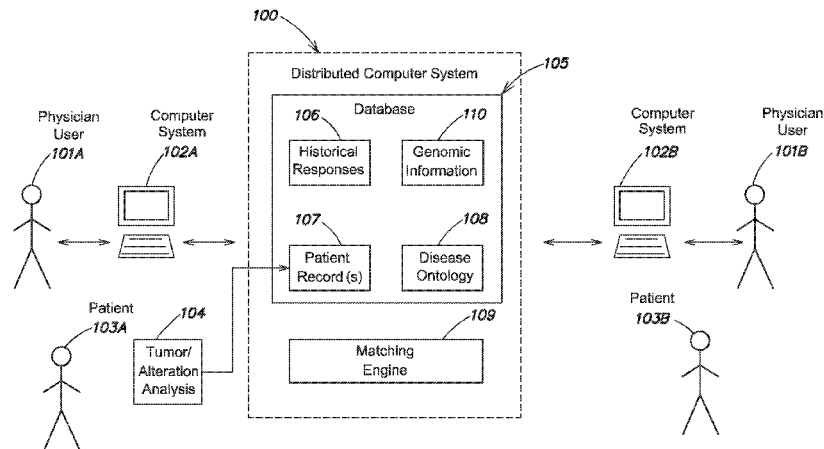 100
Distributed Computer System
105
Database
106
Historical
Responses
110
Genomic
Information
107
Patient
Record(s)
108
Disease
Ontology
109
Matching
Engine
Physician
User
101A
Computer
System
102A
Patient
103A
104
Tumor/
Alteration
Analysis
Computer
System
102B
Physician
User
101B
Patient
103B